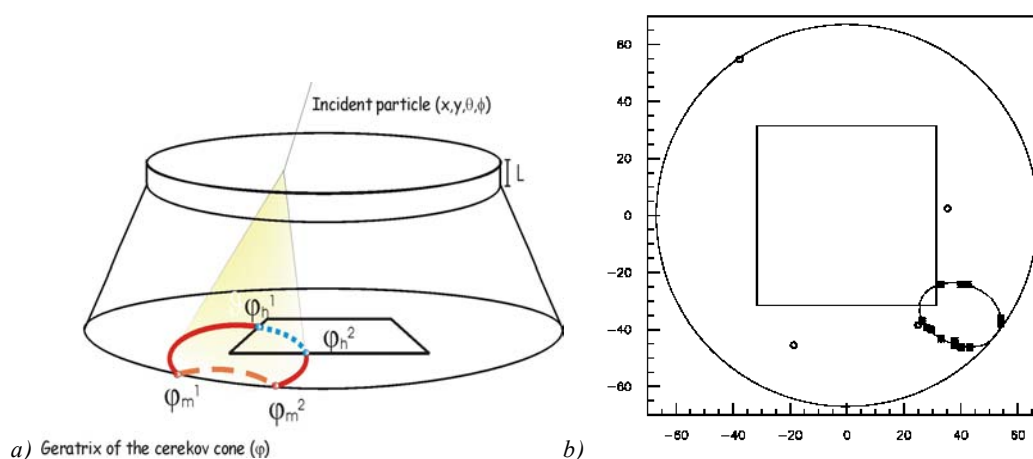 Incident particle (x,y,θ,ϕ)
L
φh1
φh2
φm1
φm2
a) Geratrix of the cerekov cone (φ)
60
40
20
0
−20
−40
−60
−60 −40 −20 0 20 40 60
b)